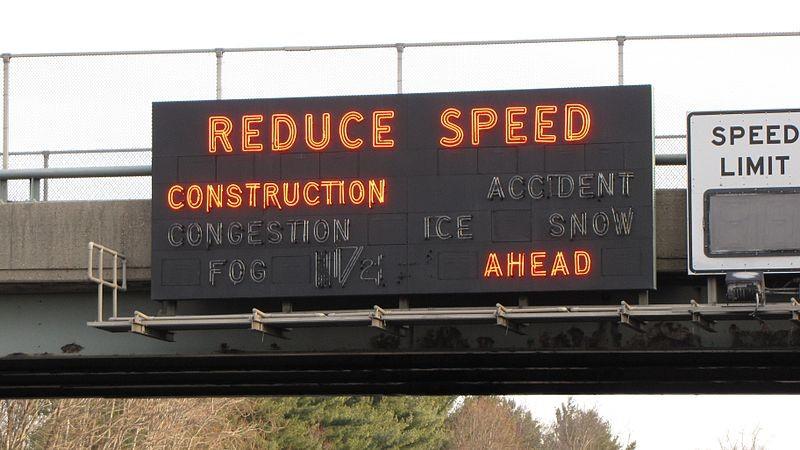 REDUCE SPEED
CONSTRUCTION ACCIDENT
CONGESTION ICE SNOW
FOG AHEAD
SPEED
LIMIT